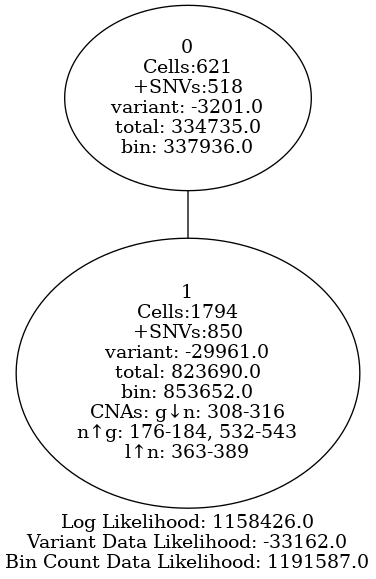 0
Cells:621
+SNVs:518
variant: -3201.0
total: 334735.0
bin: 337936.0
1
Cells:1794
+SNVs:850
variant: -29961.0
total: 823690.0
bin: 853652.0
CNAs: g↓n: 308-316
n↑g: 176-184, 532-543
l↑n: 363-389
Log Likelihood: 1158426.0
Variant Data Likelihood: -33162.0
Bin Count Data Likelihood: 1191587.0